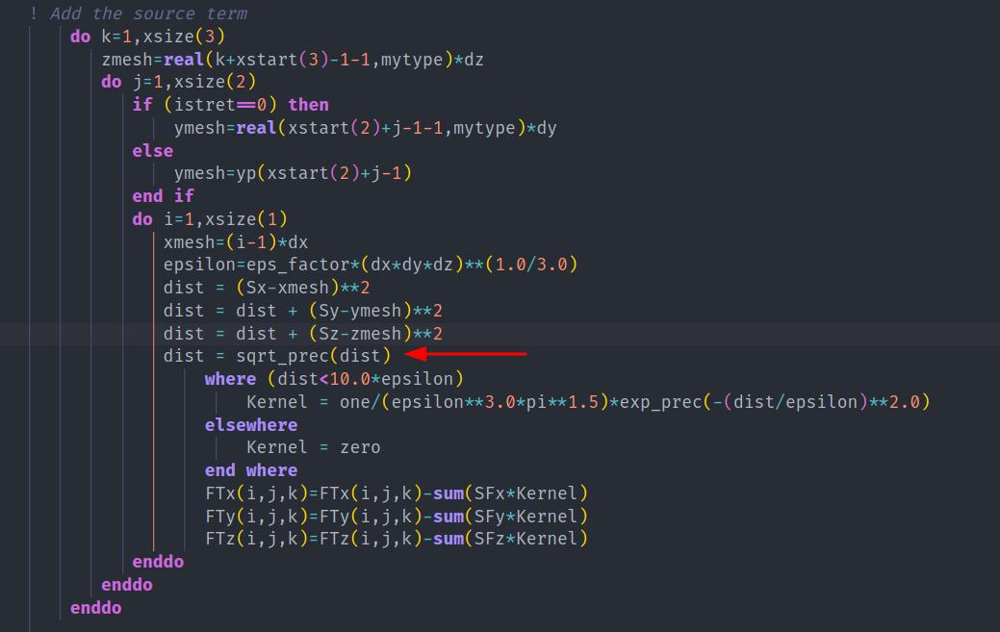 ! Add the source term
do k=1,xsize(3)
zmesh=real(k+xstart(3)-1-1,mytype)*dz
do j=1,xsize(2)
if (istret==0) then
ymesh=real(xstart(2)+j-1-1,mytype)*dy
else
ymesh=yp(xstart(2)+j-1)
end if
do i=1,xsize(1)
xmesh=(i-1)*dx
epsilon=eps_factor*(dx*dy*dz)**(1.0/3.0)
dist = (Sx-xmesh)**2
dist = dist + (Sy-ymesh)**2
dist = dist + (Sz-zmesh)**2
dist = sqrt_prec(dist)
where (dist<10.0*epsilon)
Kernel = one/(epsilon**3.0*pi**1.5)*exp_prec(-(dist/epsilon)**2.0)
elsewhere
Kernel = zero
end where
FTx(i,j,k)=FTx(i,j,k)-sum(SFx*Kernel)
FTy(i,j,k)=FTy(i,j,k)-sum(SFy*Kernel)
FTz(i,j,k)=FTz(i,j,k)-sum(SFz*Kernel)
enddo
enddo
enddo